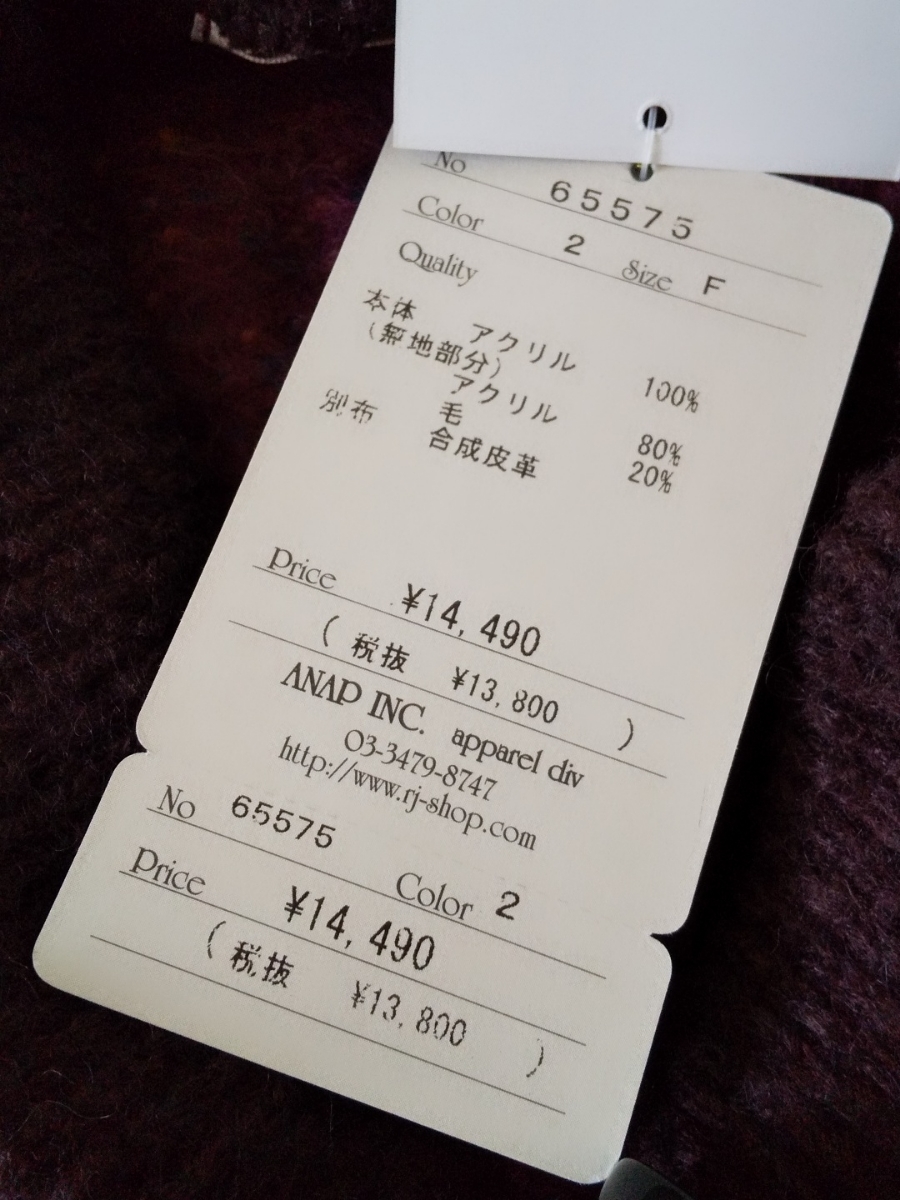 No 65575
Color 2 Size F
Quality
本体 アクリル 100%
(無地部分)
アクリル 80%
毛 20%
別布 合成皮革
Price ¥14,490
( 税抜 ¥13,800 )
ANAP INC. apparel div
03-3479-8747
http://www.rj-shop.com
No 65575 Color 2
Price ¥14,490
( 税抜 ¥13,800 )